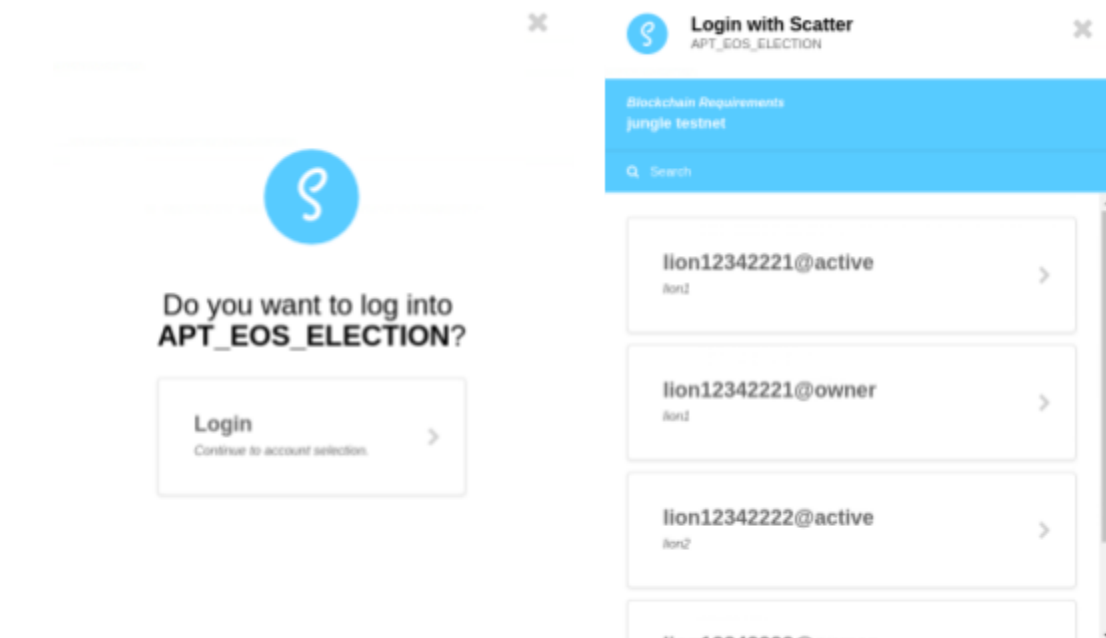 Do you want to log into
APT_EOS_ELECTION?
Login
Continue to account selection.
Login with Scatter
APT_EOS_ELECTION
Blockchain Requirements
jungle testnet
Search
lion12342221@active
lion1
lion12342221@owner
lion1
lion12342222@active
lion2